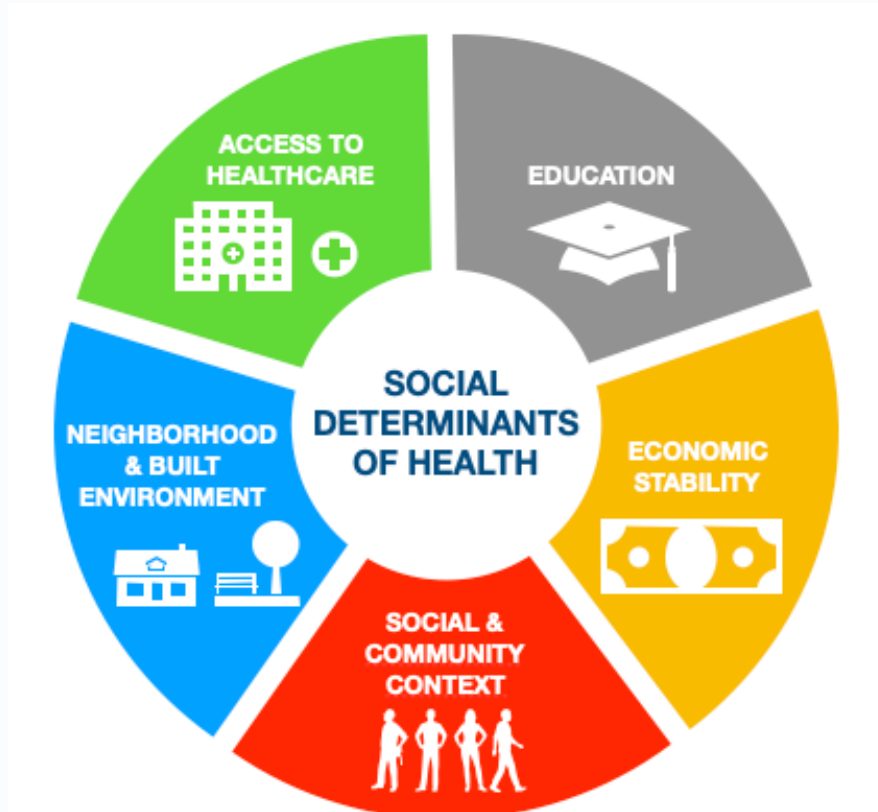 ACCESS TO
HEALTHCARE
EDUCATION
SOCIAL
DETERMINANTS
OF HEALTH
NEIGHBORHOOD
& BUILT
ENVIRONMENT
ECONOMIC
STABILITY
SOCIAL &
COMMUNITY
CONTEXT